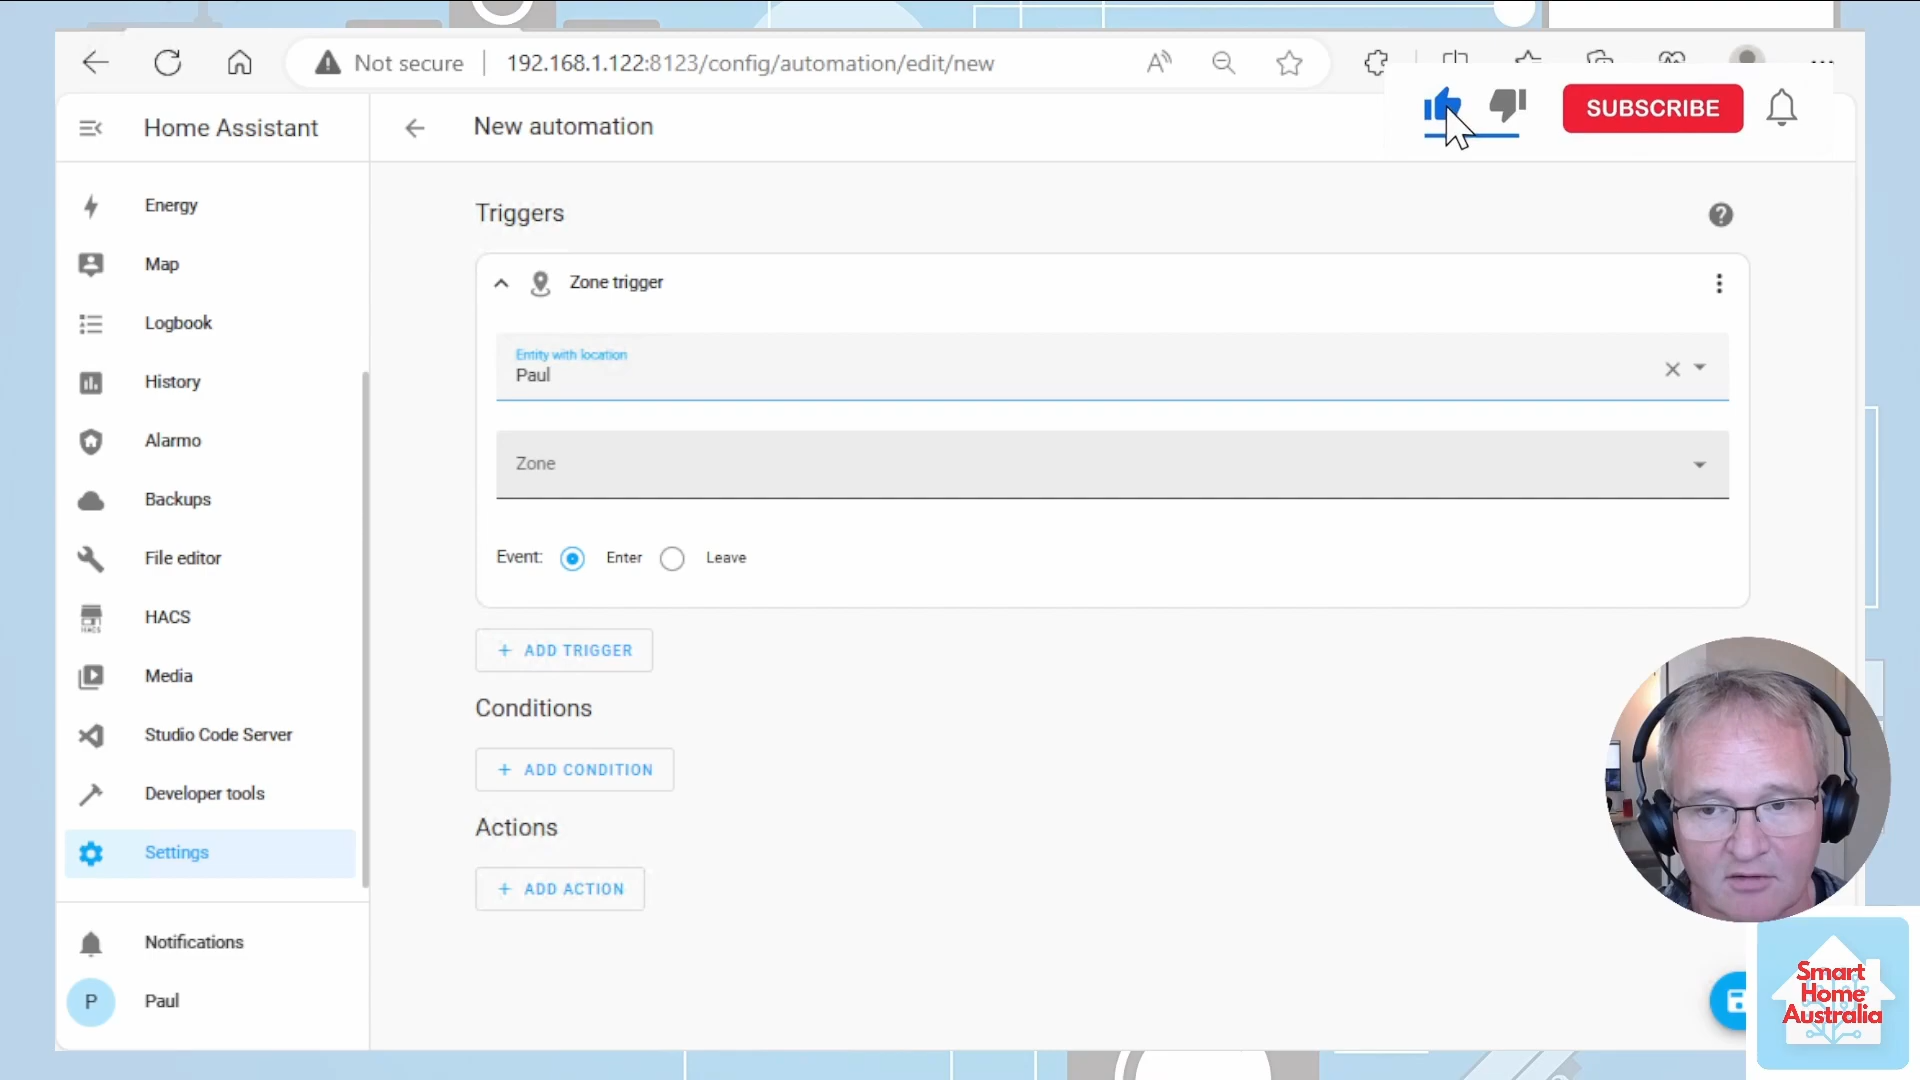 Not secure
192.168.1.122:8123/config/automation/edit/new
A
Home Assistant
New automation
SUBSCRIBE
Energy
Map
Logbook
History
Alarmo
Backups
File editor
HACS
HACS
Media
Studio Code Server
Developer tools
Settings
Notifications
P
Paul
Triggers
Zone trigger
Entity with location
Paul
Zone
Event:
Enter
Leave
+ ADD TRIGGER
Conditions
+ ADD CONDITION
Actions
+ ADD ACTION
Smart
Home
Australia